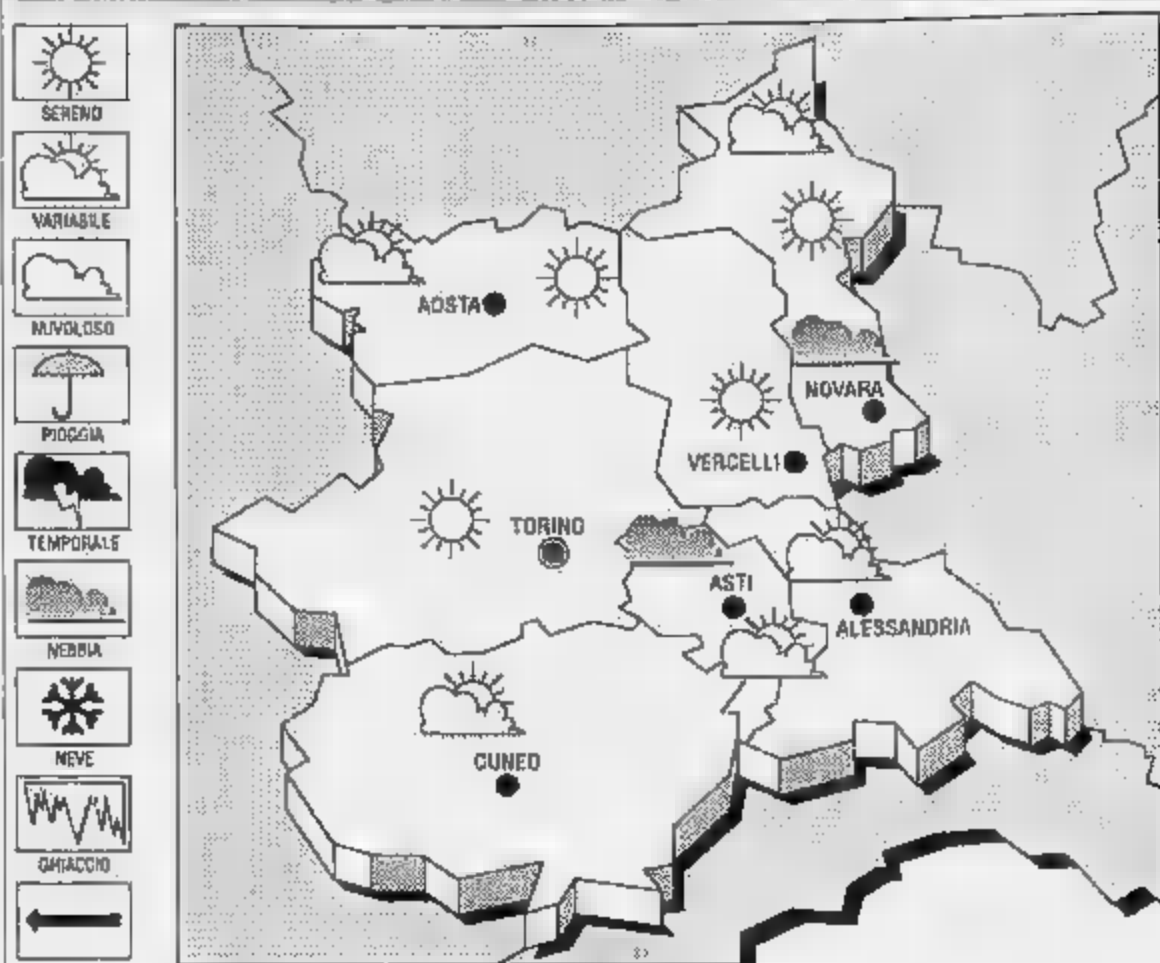 SERENO
VARIABILE
NUVOLOSO
PIOGGIA
TEMPORALE
NEBBIA
NEVE
GHIACCIO
AOSTA
NOVARA
VERCELLI
TORINO
ASTI
ALESSANDRIA
CUNEO